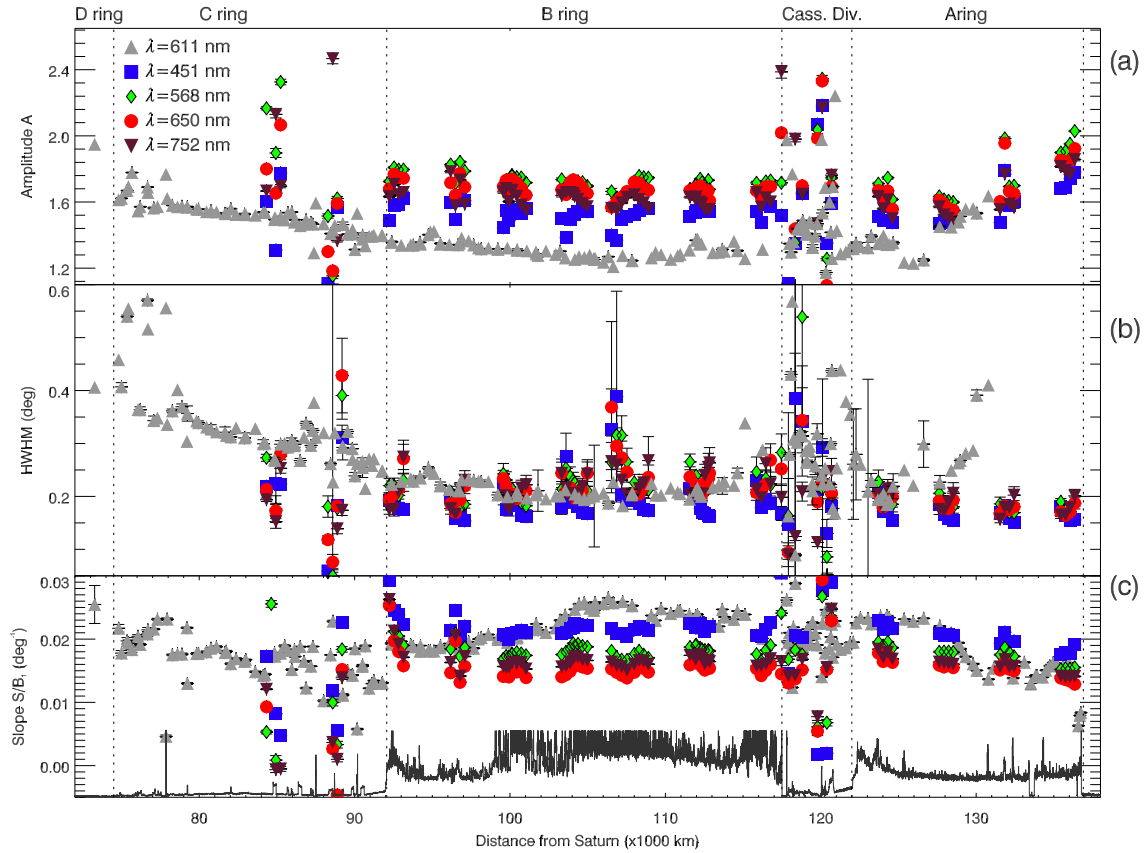 D ring C ring B ring Cass. Div. Aring
(a)
λ=611 nm
λ=451 nm
λ=568 nm
λ=650 nm
λ=752 nm
Amplitude A
2.4
2.0
1.6
1.2
(b)
HWHM (deg)
0.6
0.4
0.2
(c)
Slope S/B, (deg⁻¹)
0.03
0.02
0.01
0.00
80 90 100 110 120 130
Distance from Saturn (x1000 km)